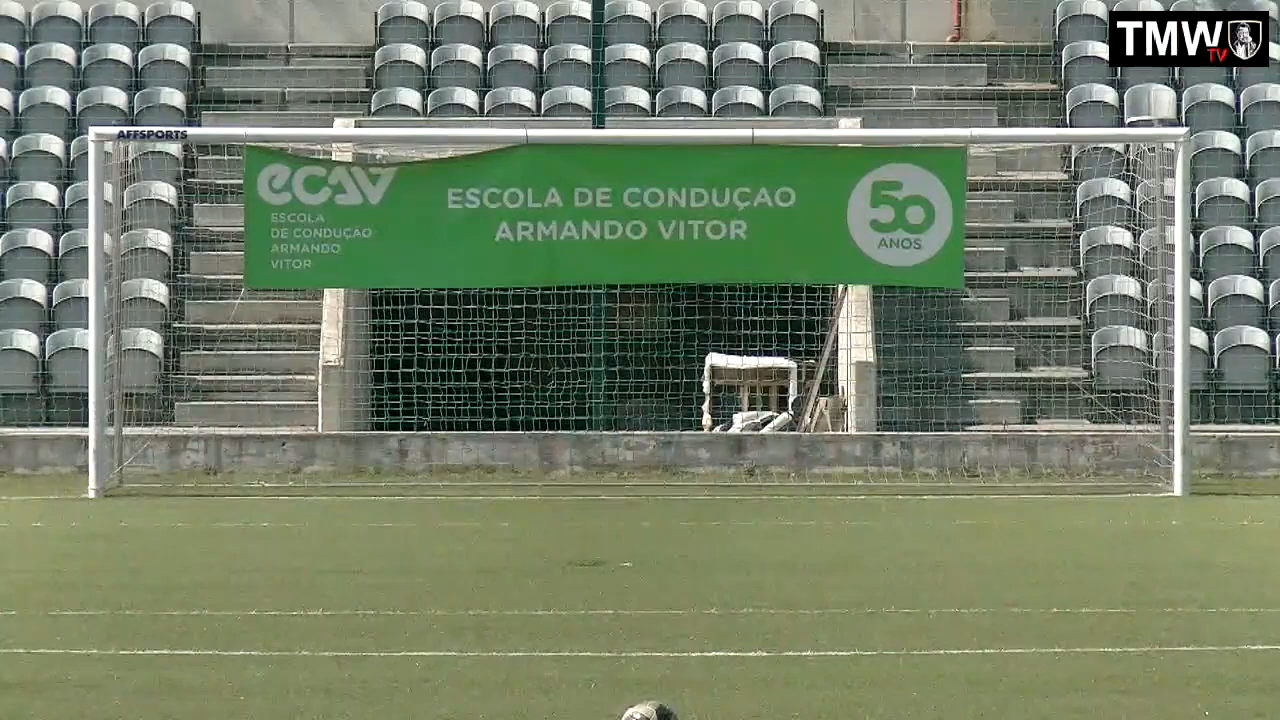 TMW
TV
AFFSPORTS
ecav
ESCOLA
DE CONDUÇAO
ARMANDO
VITOR
ESCOLA DE CONDUÇAO
ARMANDO VITOR
50
ANOS